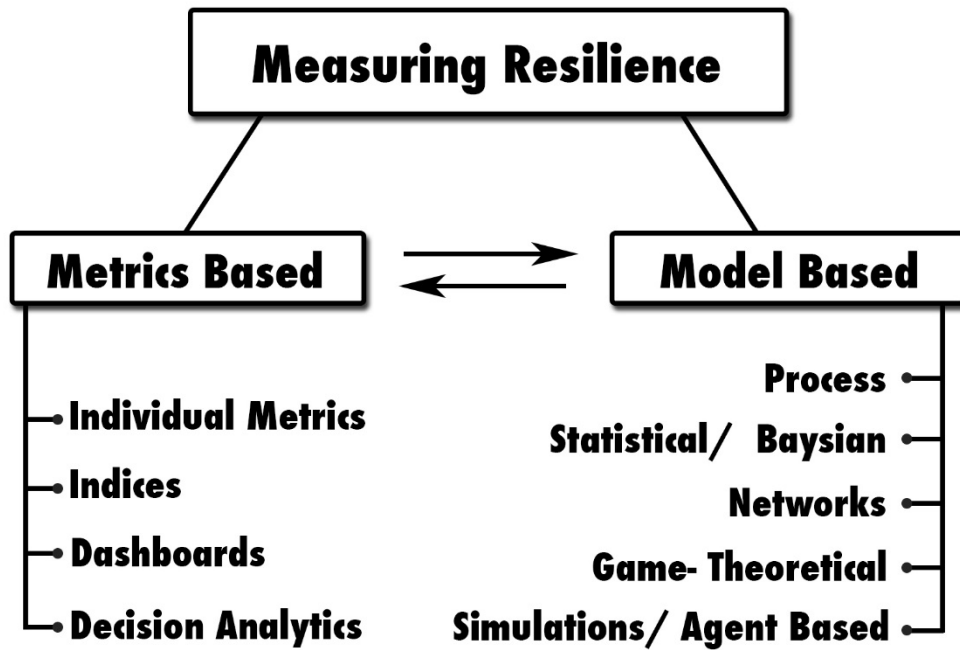 Measuring Resilience
Metrics Based
Model Based
Individual Metrics
Indices
Dashboards
Decision Analytics
Process
Statistical/ Baysian
Networks
Game- Theoretical
Simulations/ Agent Based